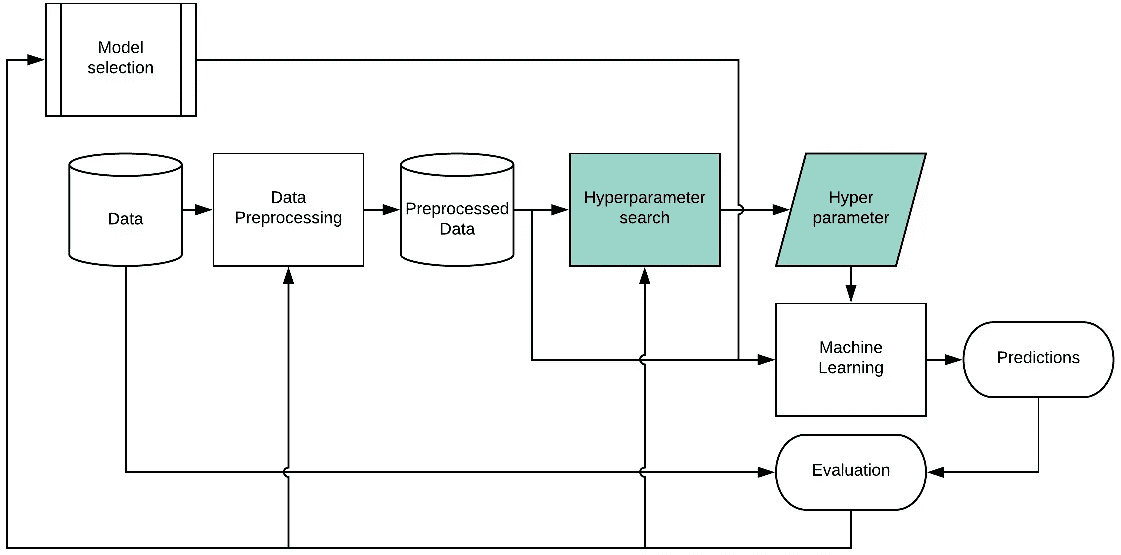 Model
selection
Data
Data
Preprocessing
Preprocessed
Data
Hyperparameter
search
Hyper
parameter
Machine
Learning
Predictions
Evaluation